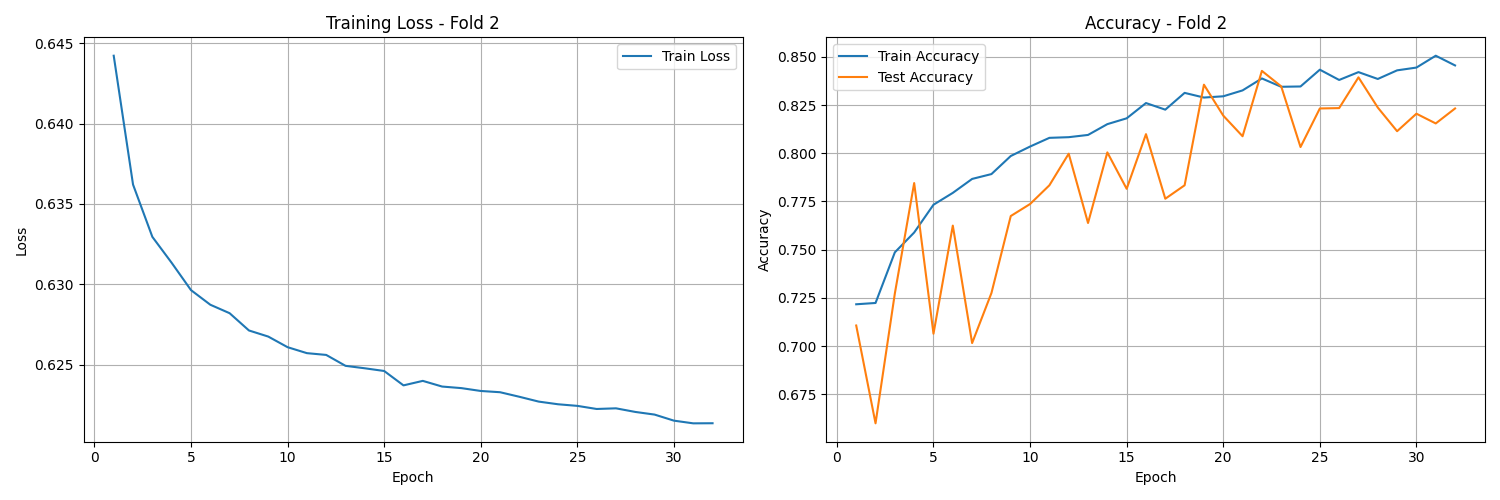 Training Loss - Fold 2
0.645
0.640
0.635
0.630
0.625
Loss
Train Loss
0 5 10 15 20 25 30
Epoch
Accuracy - Fold 2
0.850
0.825
0.800
0.775
0.750
0.725
0.700
0.675
Accuracy
Train Accuracy
Test Accuracy
0 5 10 15 20 25 30
Epoch